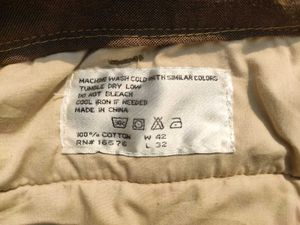 MACHINE WASH COLD WITH SIMILAR COLORS
TUMBLE DRY LOW
DO NOT BLEACH
COOL IRON IF NEEDED
MADE IN CHINA
100% COTTON W 42
RN# 16576 L 32